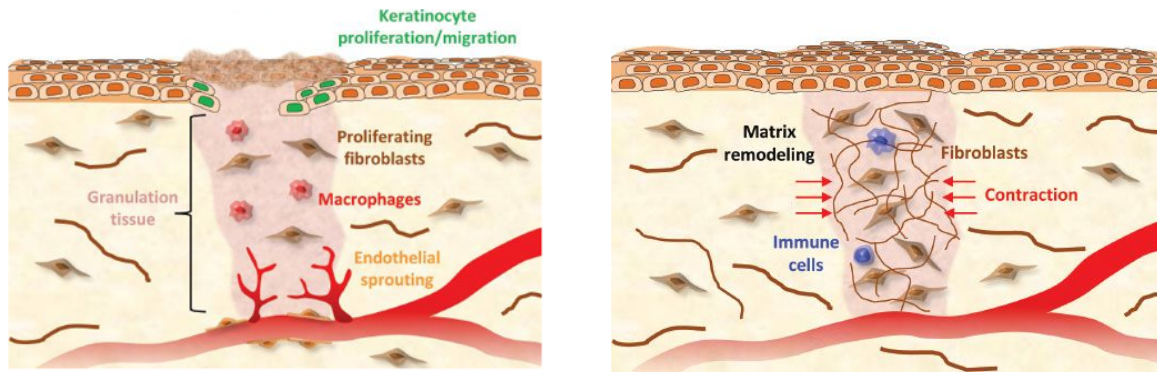 Keratinocyte
proliferation/migration
Proliferating
fibroblasts
Granulation
tissue
Macrophages
Endothelial
sprouting
Matrix
remodeling
Fibroblasts
Contraction
Immune
cells